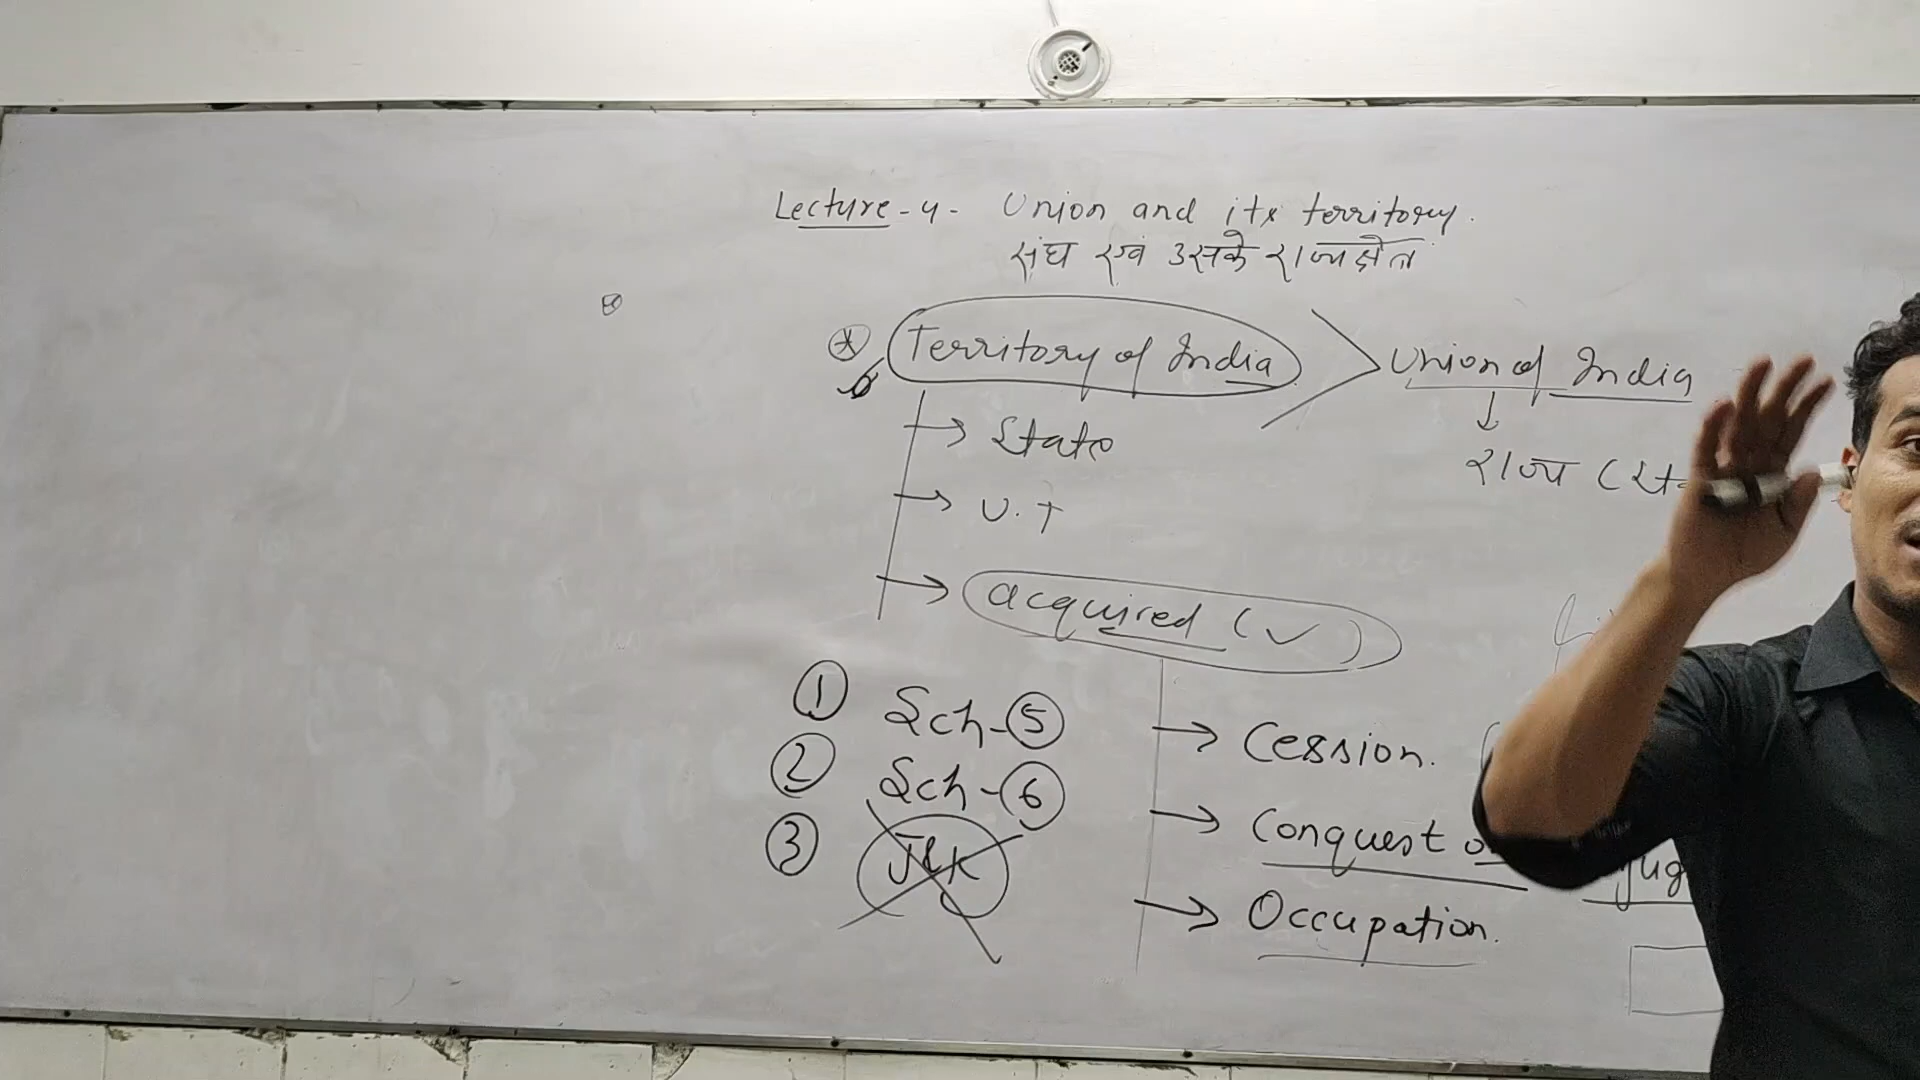 Lecture-4- Union and its territory.
संघ एवं उसके राज्यक्षेत्र
Territory of India > Union of India
→ State
राज्य (
→ U.T
→ acquired (✓)
① Sch-⑤
→ Cession.
② Sch-⑥
→ Conquest
③ J&K
→ Occupation.